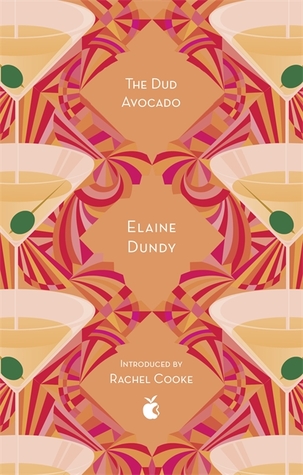 The Dud
Avocado
Elaine
Dundy
Introduced by
Rachel Cooke